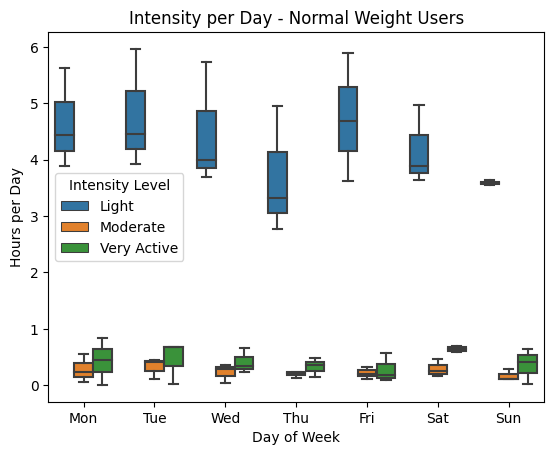 Intensity per Day - Normal Weight Users
Hours per Day
6
5
4
3
2
1
0
Intensity Level
Light
Moderate
Very Active
Mon Tue Wed Thu Fri Sat Sun
Day of Week